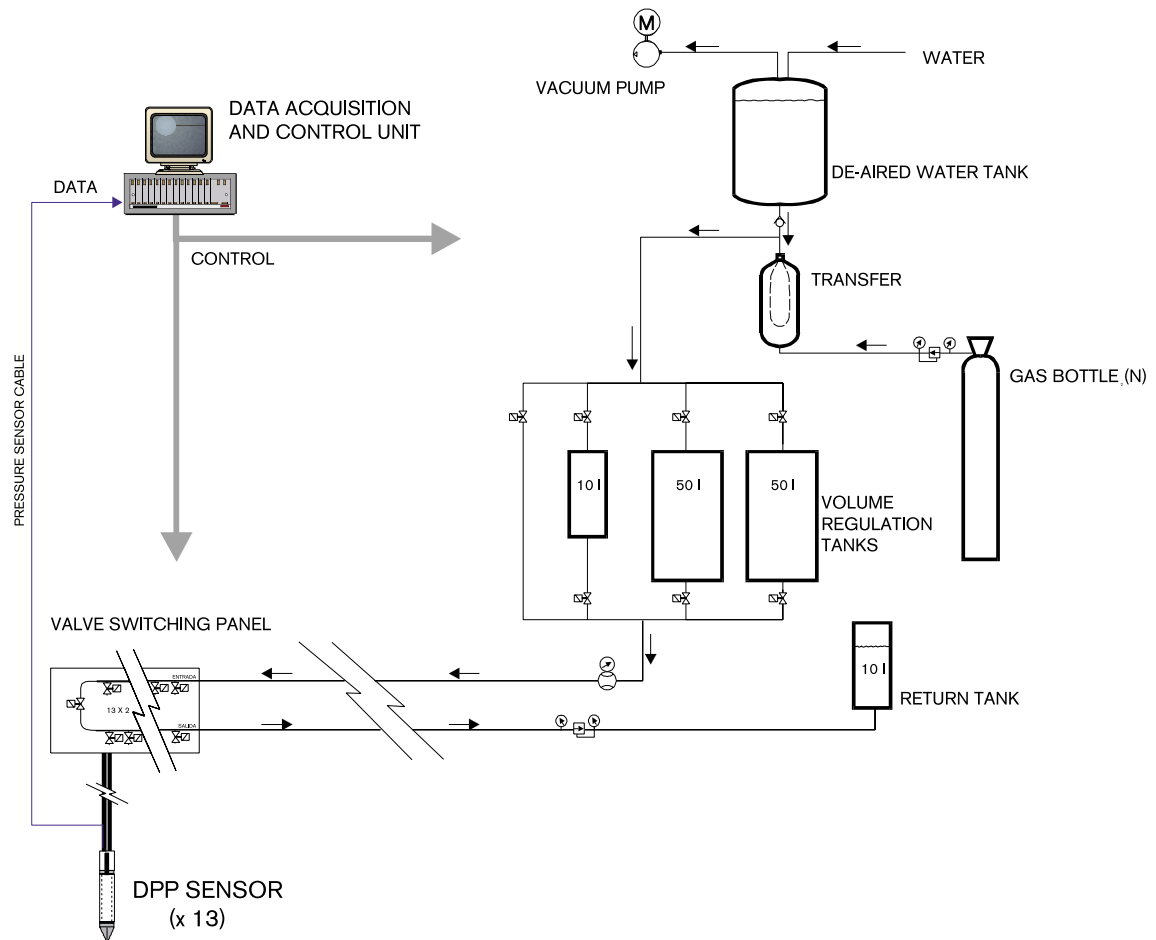 M
VACUUM PUMP
WATER
DATA ACQUISITION
AND CONTROL UNIT
DE-AIRED WATER TANK
DATA
CONTROL
TRANSFER
GAS BOTTLE (N)
10 l
50 l
50 l
VOLUME
REGULATION
TANKS
PRESSURE SENSOR CABLE
VALVE SWITCHING PANEL
ENTRADA
13 X 2
SALIDA
10 l
RETURN TANK
DPP SENSOR
(x 13)